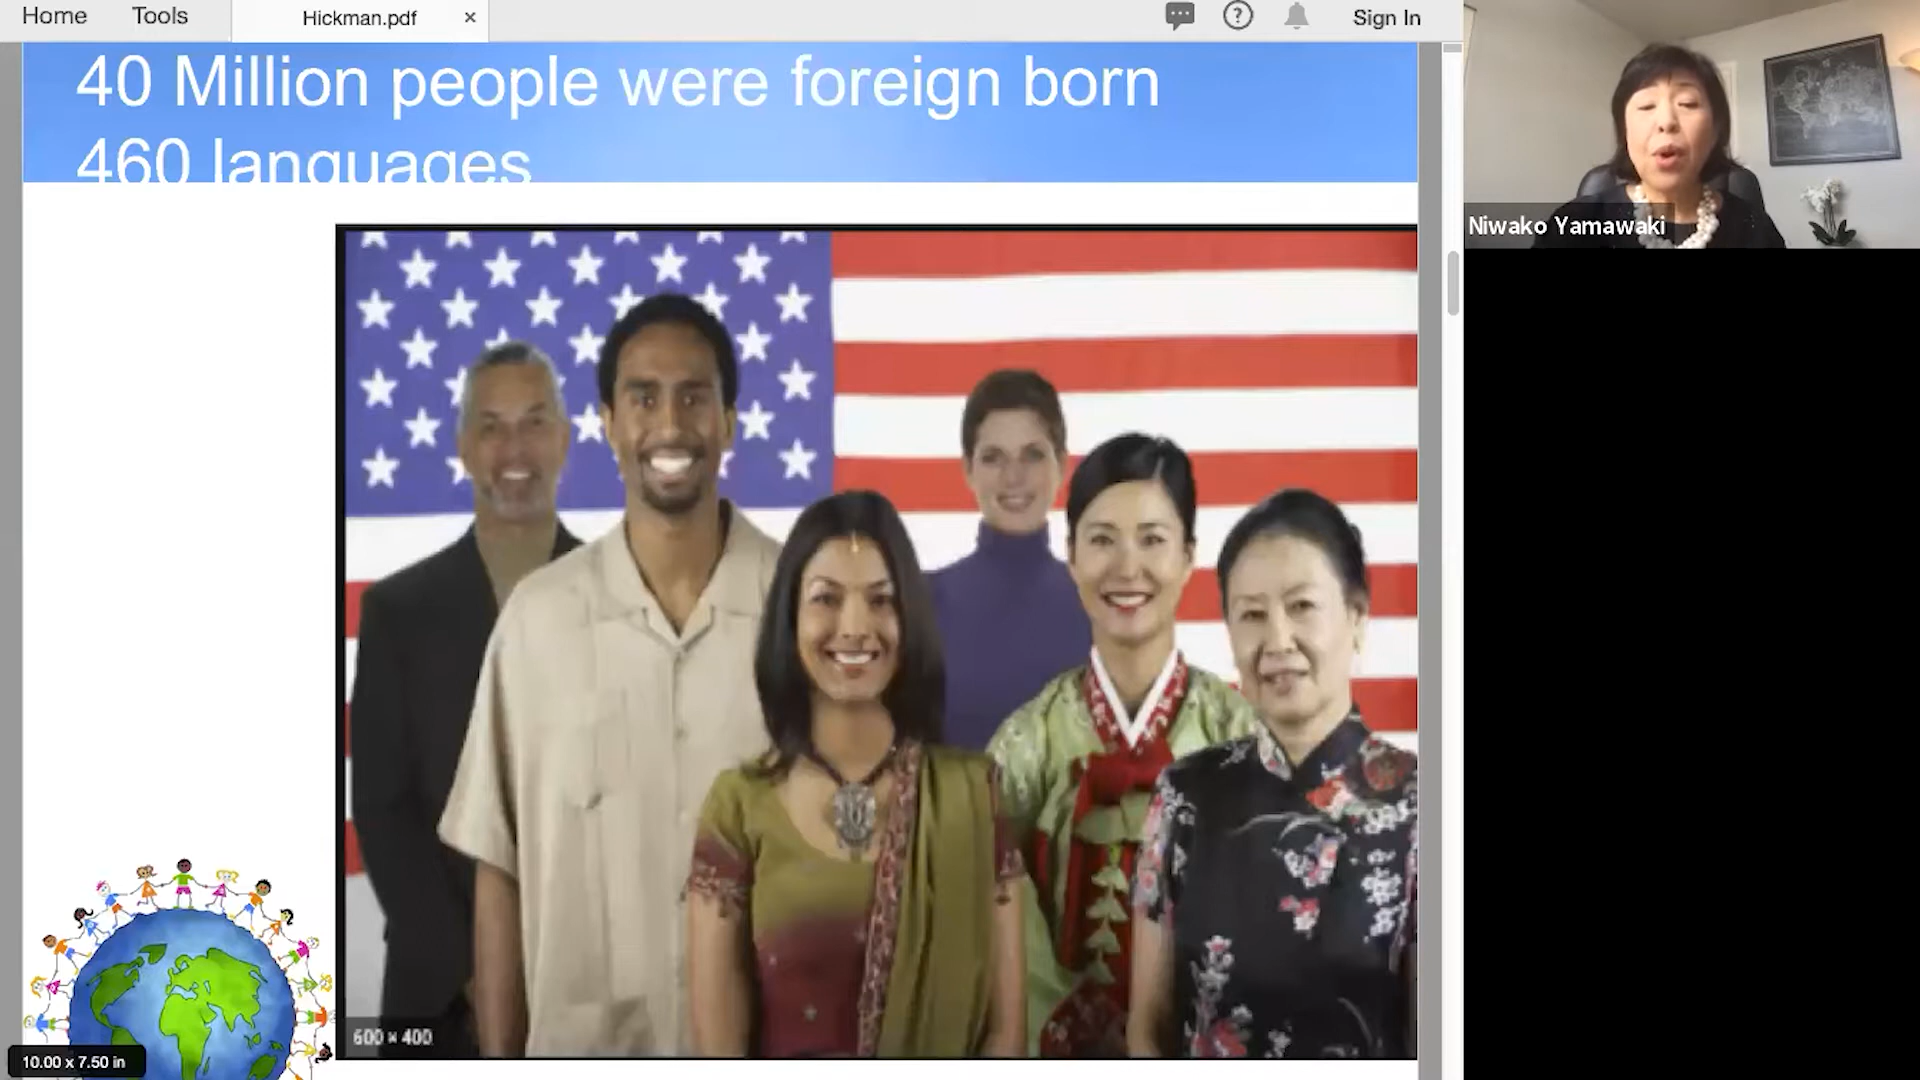 Home Tools Hickman.pdf × Sign In
40 Million people were foreign born
460 languages
Niwako Yamawaki
600 × 400
10.00 x 7.50 in